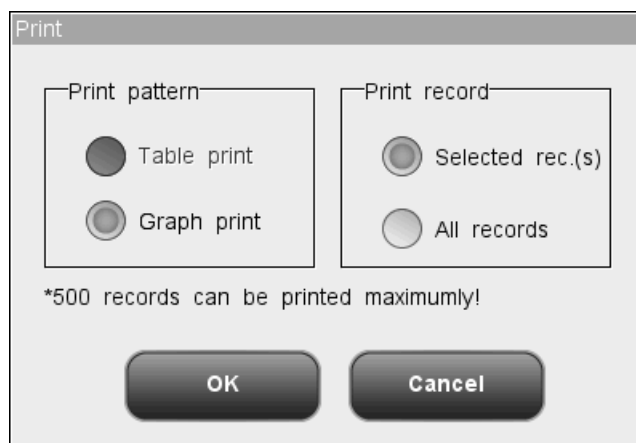 Print
Print pattern
Table print
Graph print
Print record
Selected rec.(s)
All records
*500 records can be printed maximumly!
OK
Cancel